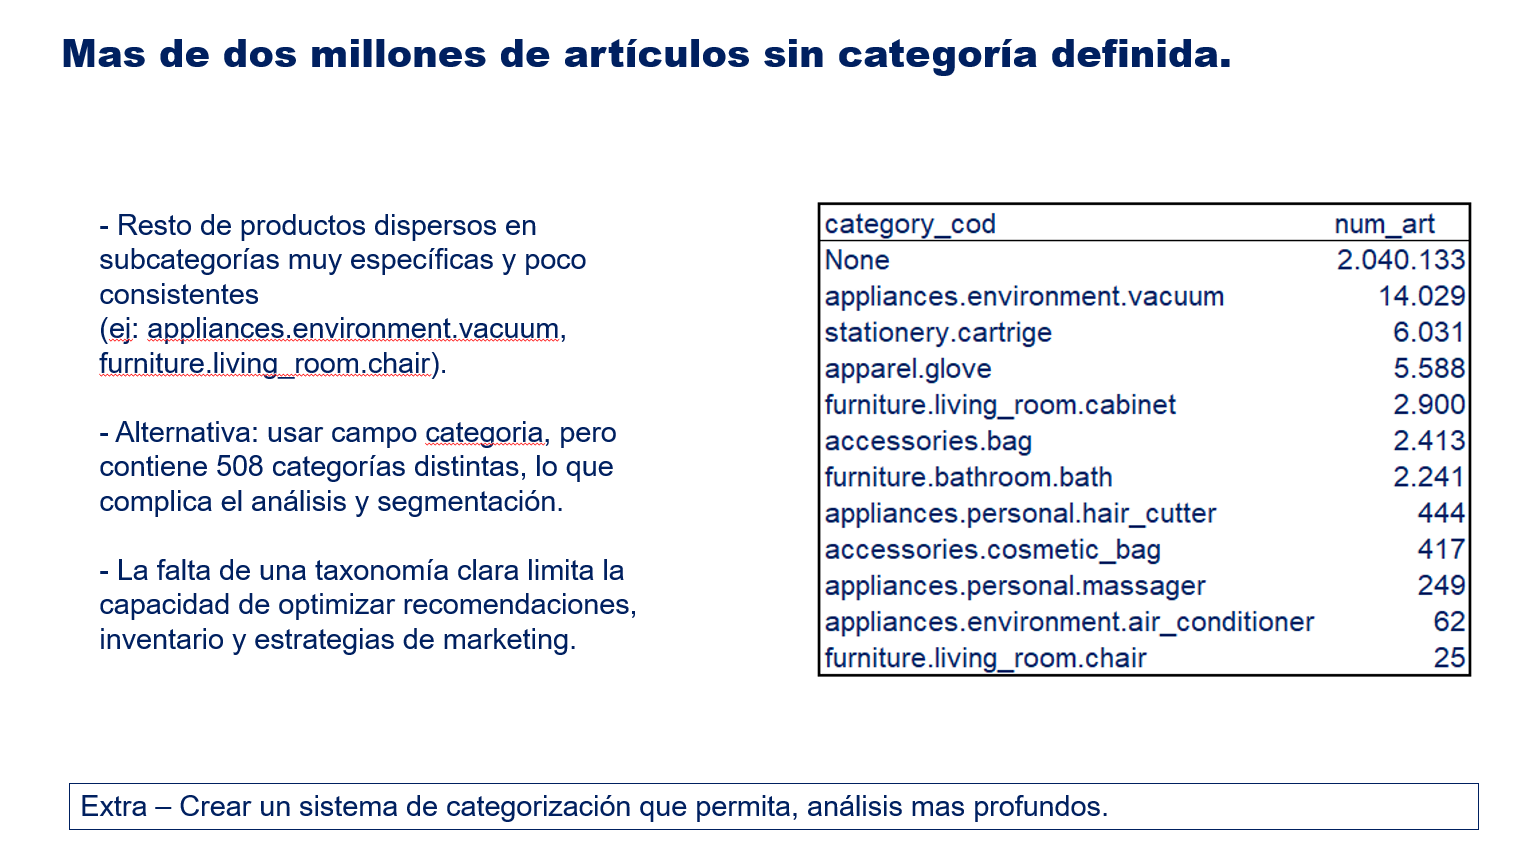 Mas de dos millones de artículos sin categoría definida.
- Resto de productos dispersos en
subcategorías muy específicas y poco
consistentes
(ej: appliances.environment.vacuum,
furniture.living_room.chair).
- Alternativa: usar campo categoria, pero
contiene 508 categorías distintas, lo que
complica el análisis y segmentación.
- La falta de una taxonomía clara limita la
capacidad de optimizar recomendaciones,
inventario y estrategias de marketing.
category_cod num_art
None 2.040.133
appliances.environment.vacuum 14.029
stationery.cartrige 6.031
apparel.glove 5.588
furniture.living_room.cabinet 2.900
accessories.bag 2.413
furniture.bathroom.bath 2.241
appliances.personal.hair_cutter 444
accessories.cosmetic_bag 417
appliances.personal.massager 249
appliances.environment.air_conditioner 62
furniture.living_room.chair 25
Extra – Crear un sistema de categorización que permita, análisis mas profundos.